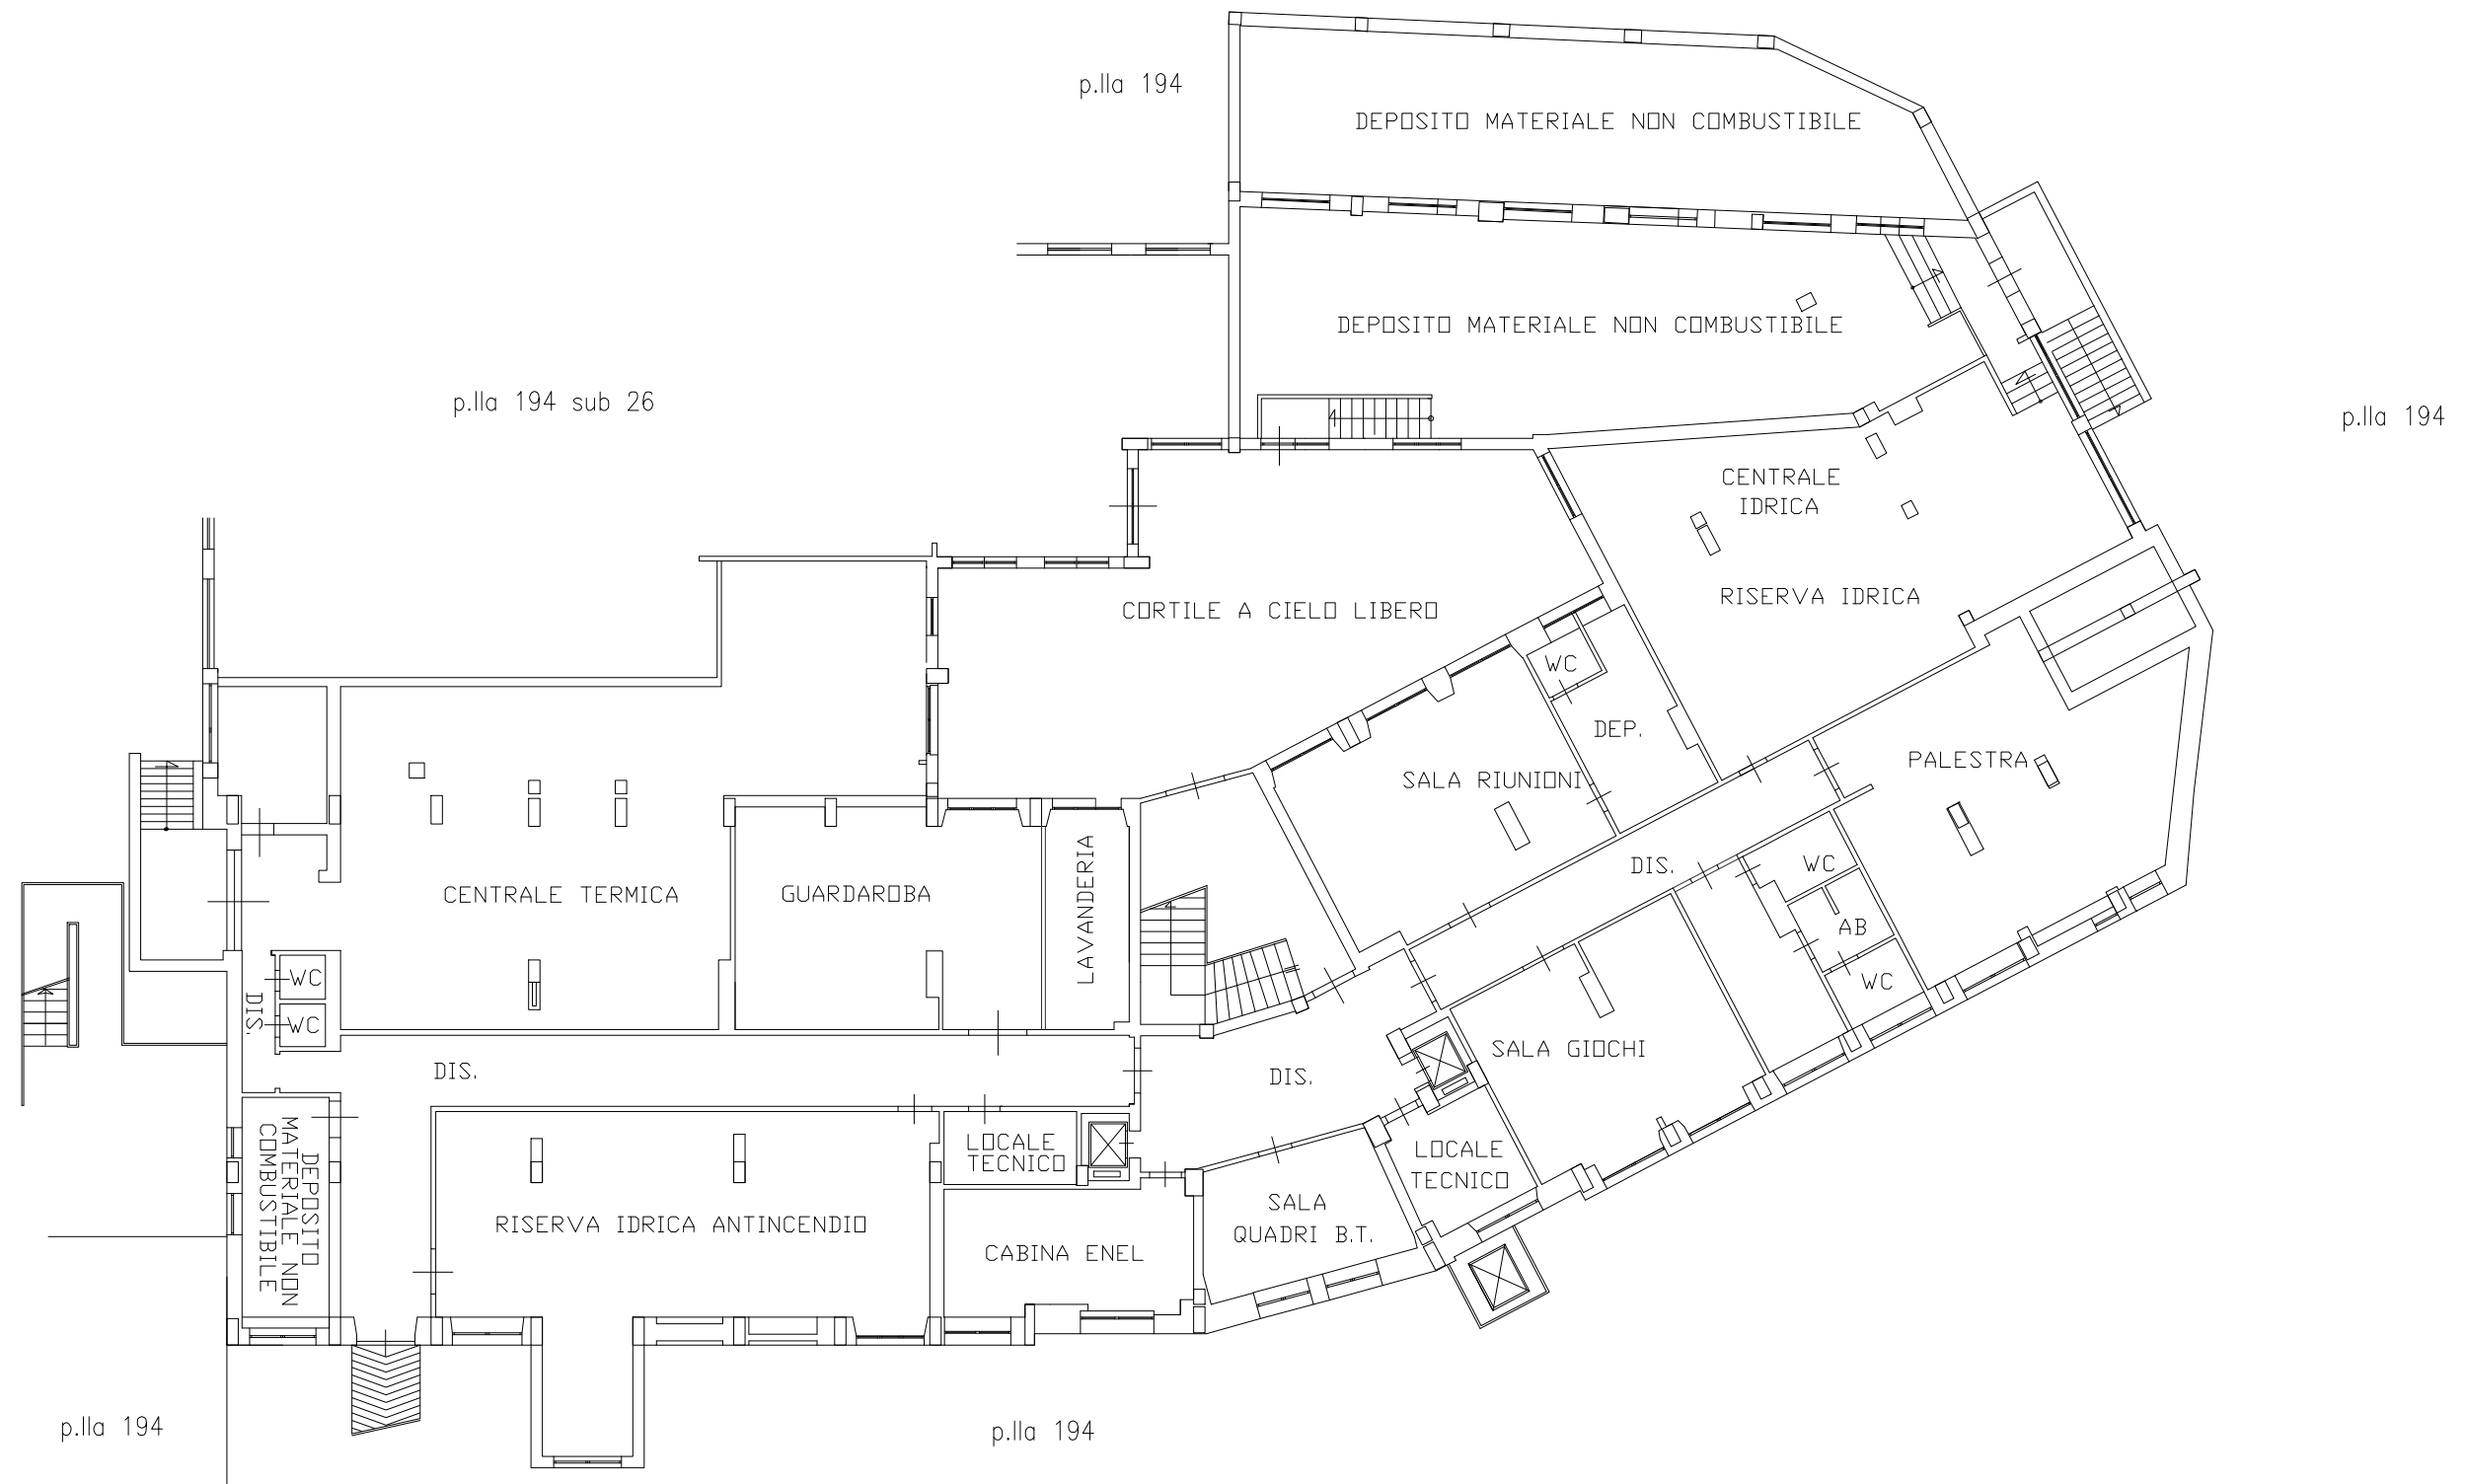 p.lla 194
DEPOSITO MATERIALE NON COMBUSTIBILE
DEPOSITO MATERIALE NON COMBUSTIBILE
p.lla 194 sub 26
p.lla 194
CENTRALE
IDRICA
RISERVA IDRICA
CORTILE A CIELO LIBERO
WC
DEP.
SALA RIUNIONI
PALESTRA
DIS.
WC
AB
WC
CENTRALE TERMICA
GUARDAROBA
LAVANDERIA
WC
WC
DIS.
DIS.
DIS.
SALA GIOCHI
DEPOSITO
MATERIALE NON
COMBUSTIBILE
LOCALE
TECNICO
LOCALE
TECNICO
RISERVA IDRICA ANTINCENDIO
SALA
QUADRI B.T.
CABINA ENEL
p.lla 194
p.lla 194